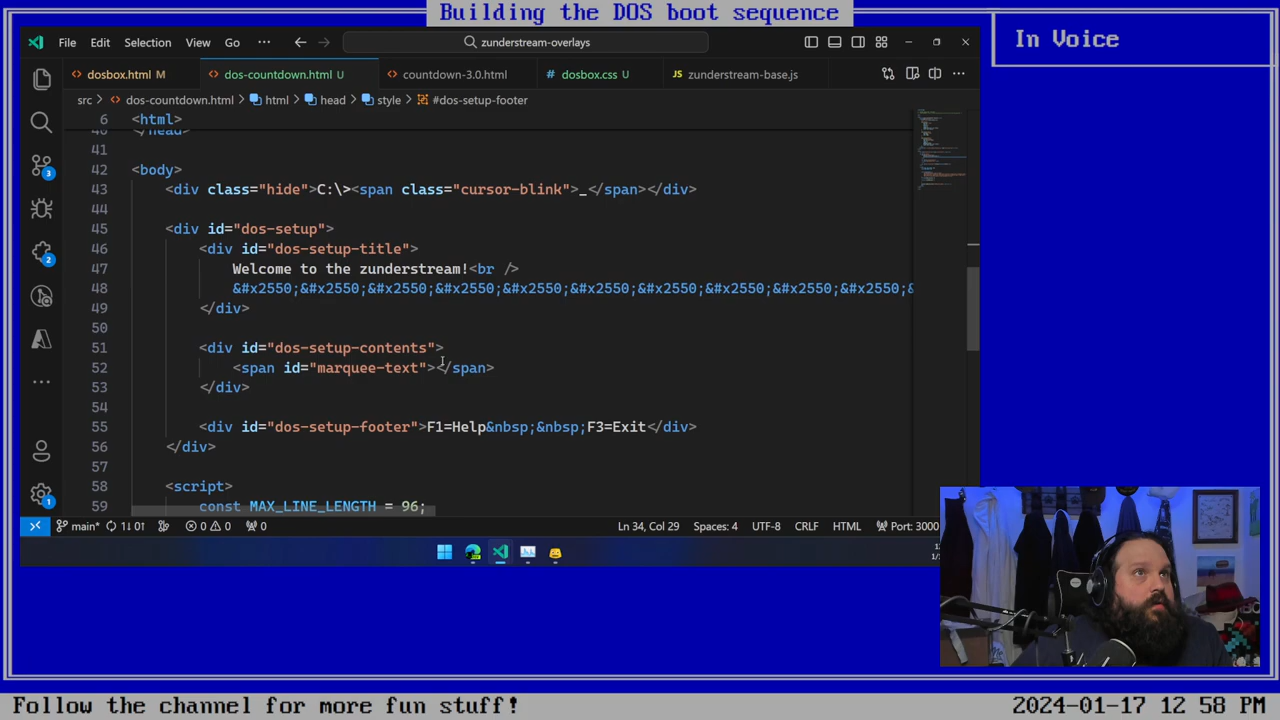 Building the DOS boot sequence
In Voice
File Edit Selection View Go ··· zunderstream-overlays
dosbox.html M dos-countdown.html U countdown-3.0.html dosbox.css U zunderstream-base.js
src > dos-countdown.html > html > head > style > #dos-setup-footer
6 <html>
40 </head>
41
42 <body>
43 <div class="hide">C:\><span class="cursor-blink">_</span></div>
44
45 <div id="dos-setup">
46 <div id="dos-setup-title">
47 Welcome to the zunderstream!<br />
48 &#x2550;&#x2550;&#x2550;&#x2550;&#x2550;&#x2550;&#x2550;&#x2550;&#x2550;&#x2550;&
49 </div>
50
51 <div id="dos-setup-contents">
52 <span id="marquee-text"></span>
53 </div>
54
55 <div id="dos-setup-footer">F1=Help&nbsp;&nbsp;F3=Exit</div>
56 </div>
57
58 <script>
59 const MAX_LINE_LENGTH = 96;
3
2
1
main* 0 0 0 Ln 34, Col 29 Spaces: 4 UTF-8 CRLF HTML Port: 3000
Follow the channel for more fun stuff!
2024-01-17 12 58 PM